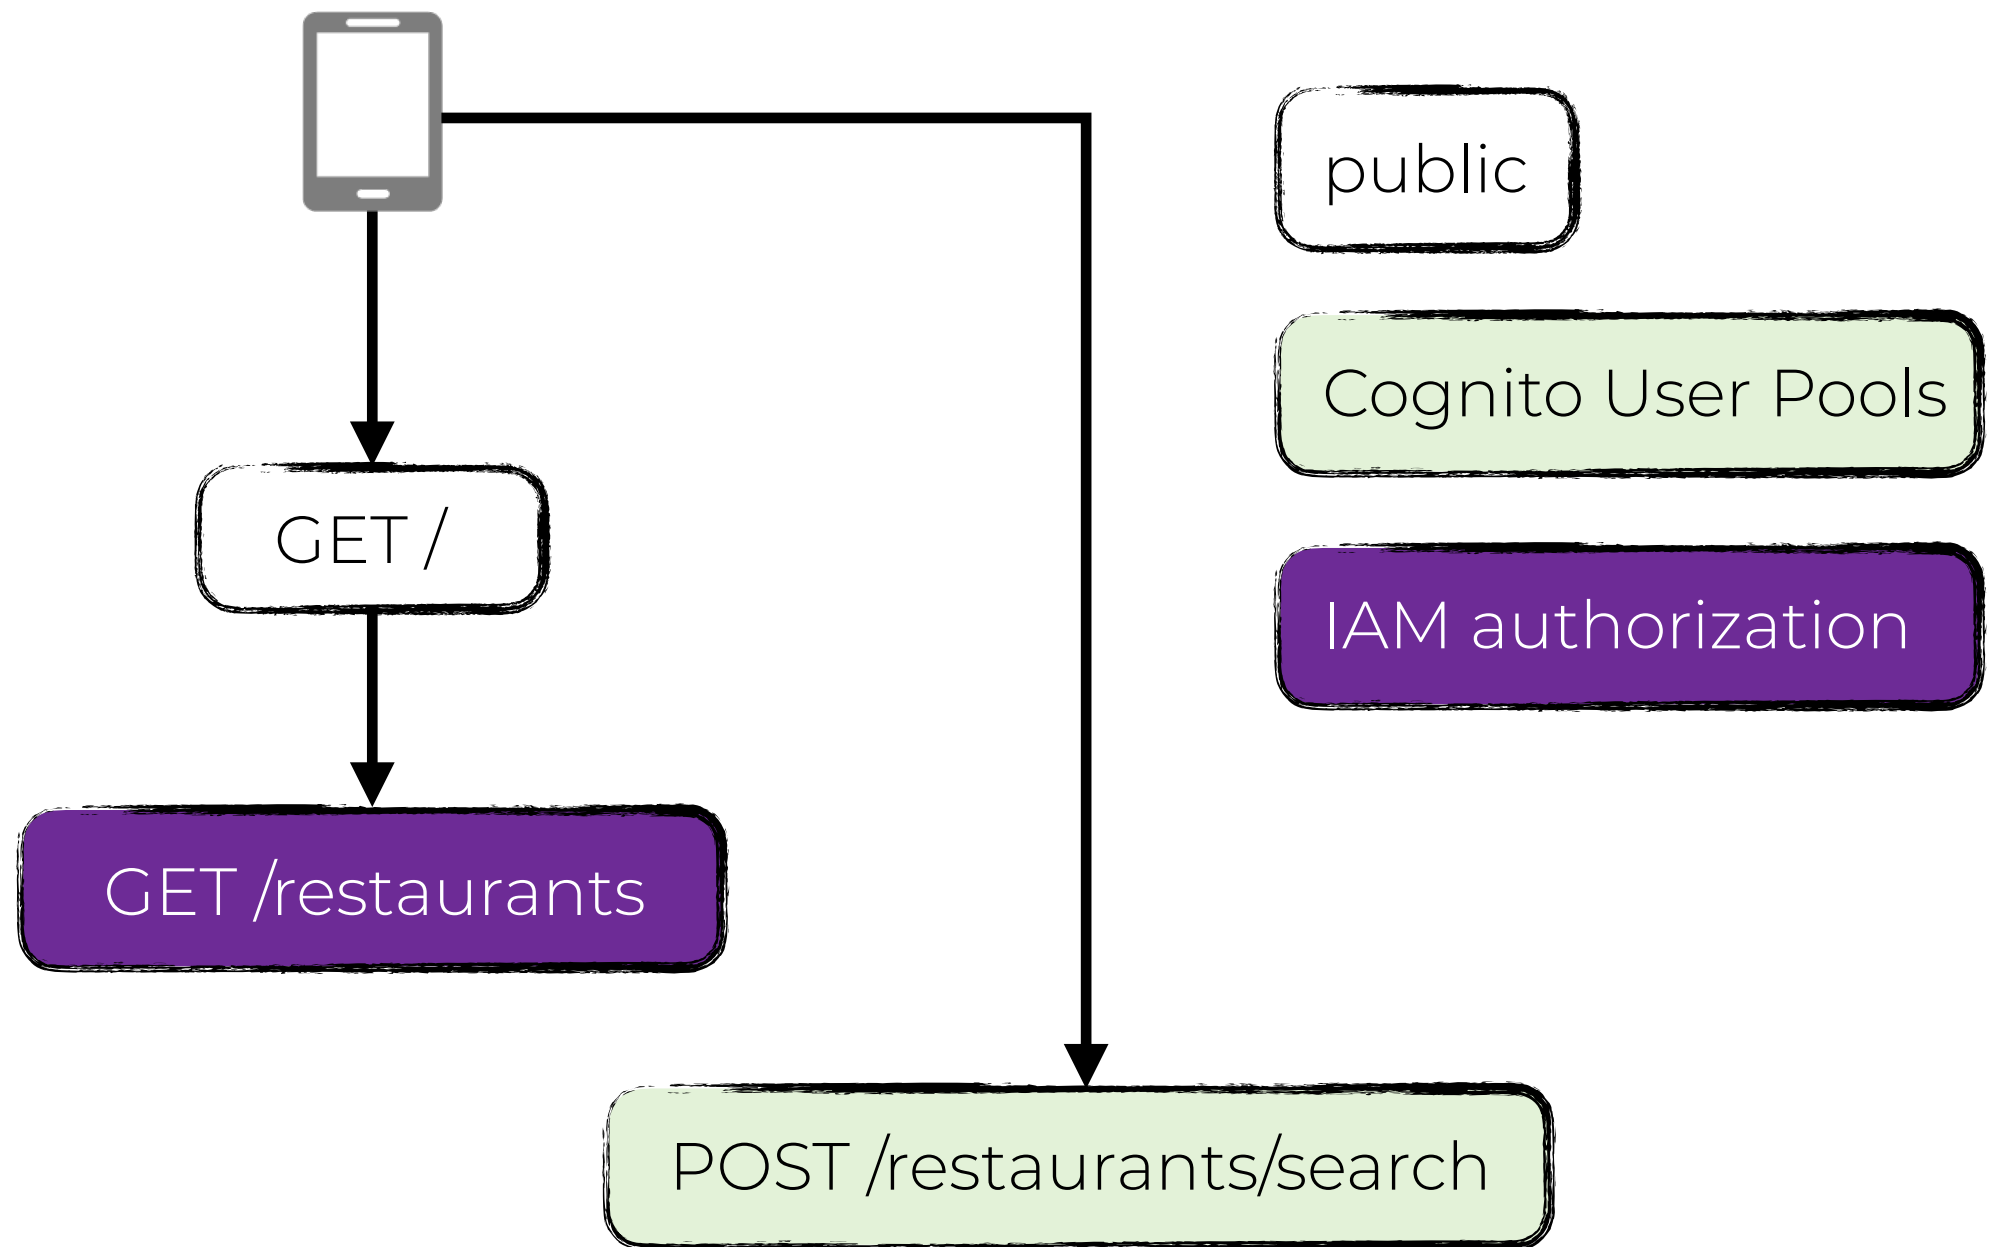 public
Cognito User Pools
GET /
IAM authorization
GET /restaurants
POST /restaurants/search